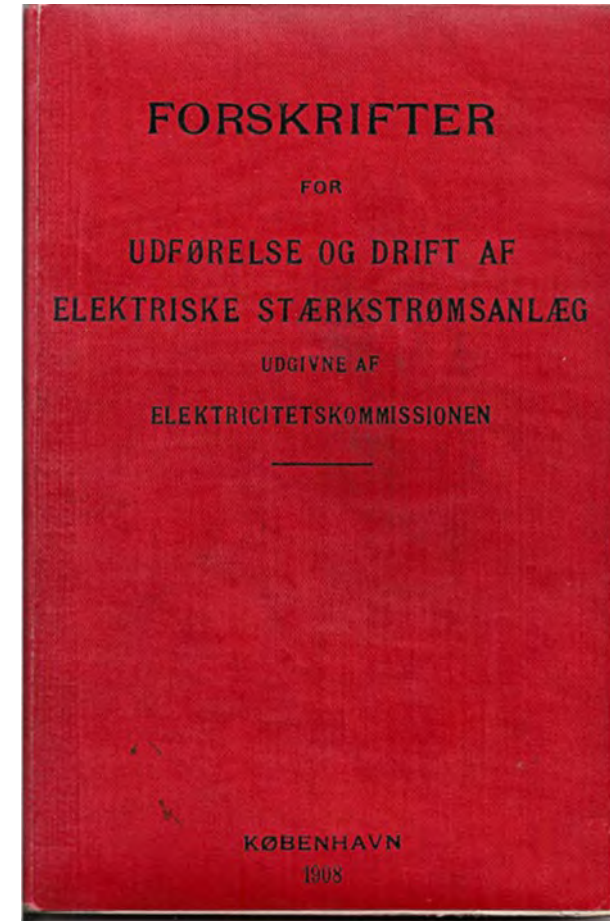 FORSKRIFTER
FOR
UDFØRELSE OG DRIFT AF
ELEKTRISKE STÆRKSTRØMSANLÆG
UDGIVNE AF
ELEKTRICITETSKOMMISSIONEN
KØBENHAVN
1908